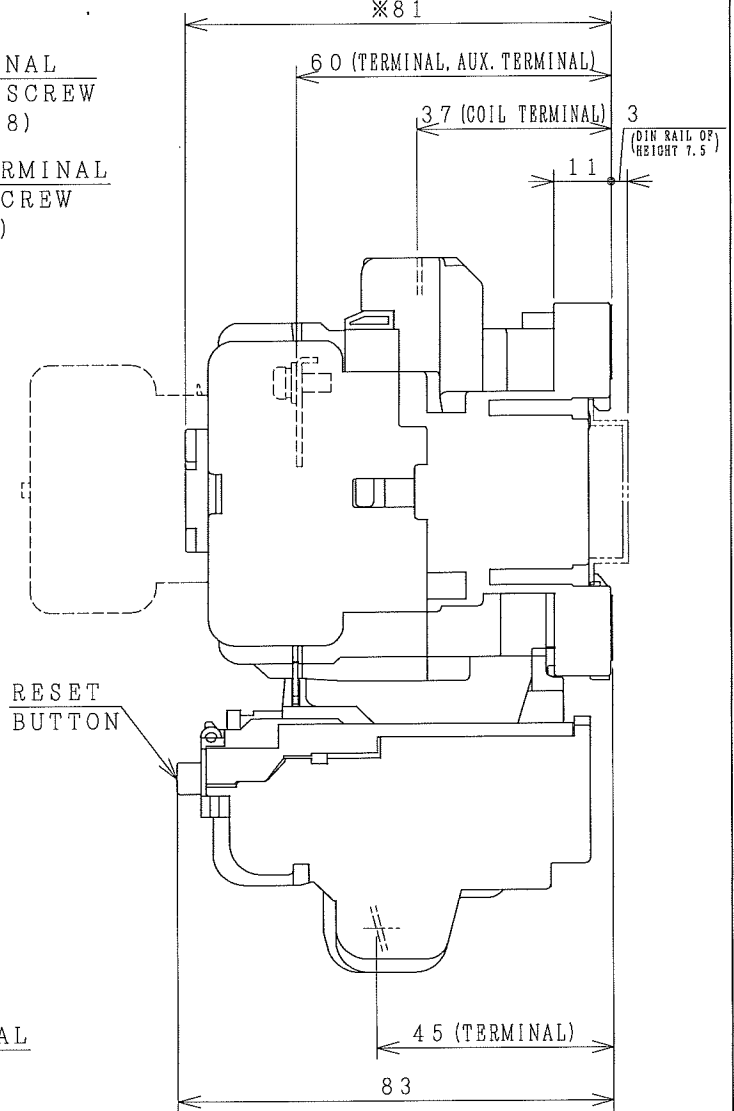 ※81
60 (TERMINAL, AUX. TERMINAL)
37 (COIL TERMINAL)
3
(DIN RAIL OF
HEIGHT 7.5)
11
NAL
SCREW
8)
RMINAL
CREW
)
RESET
BUTTON
AL
45 (TERMINAL)
83